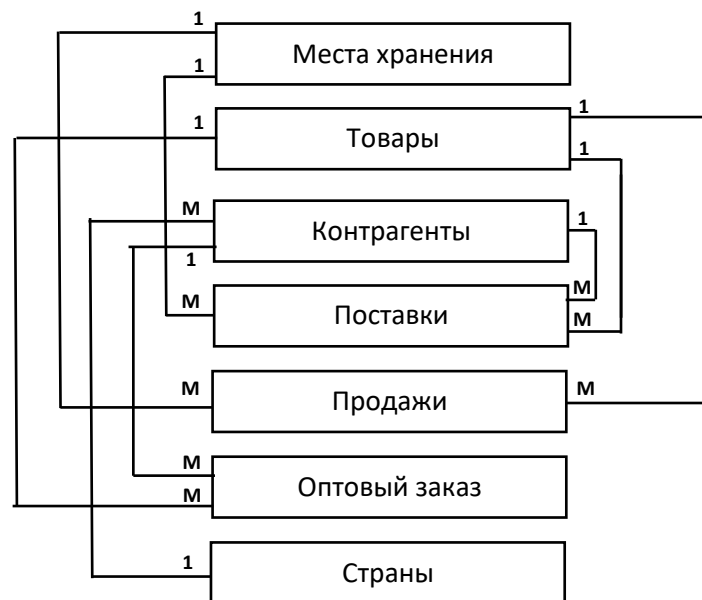 1
Места хранения
1
1
Товары
1
1
М
Контрагенты
1
1
М
Поставки
М
М
М
Продажи
М
М
Оптовый заказ
М
1
Страны